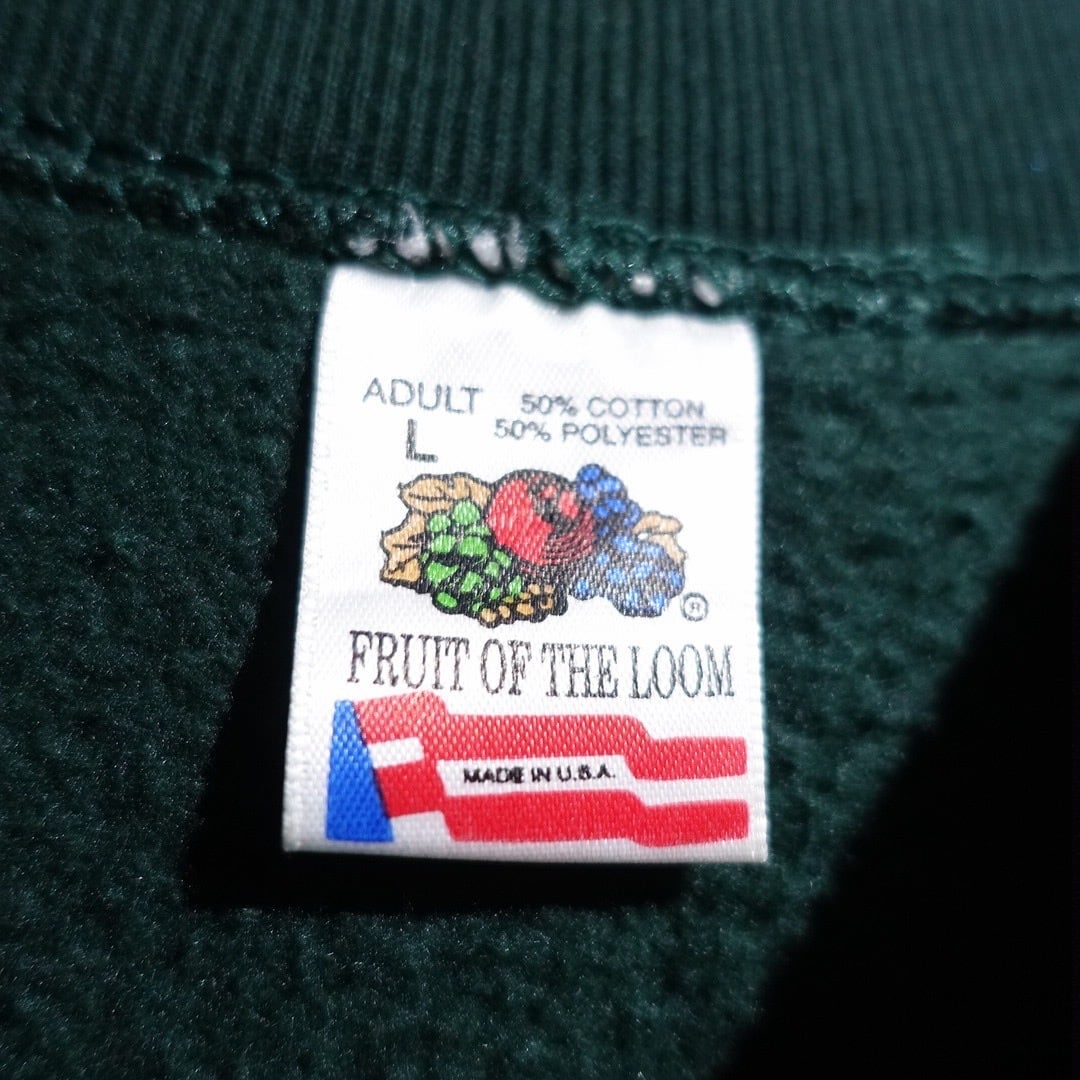 ADULT 50% COTTON
L 50% POLYESTER
®
FRUIT OF THE LOOM
MADE IN U.S.A.